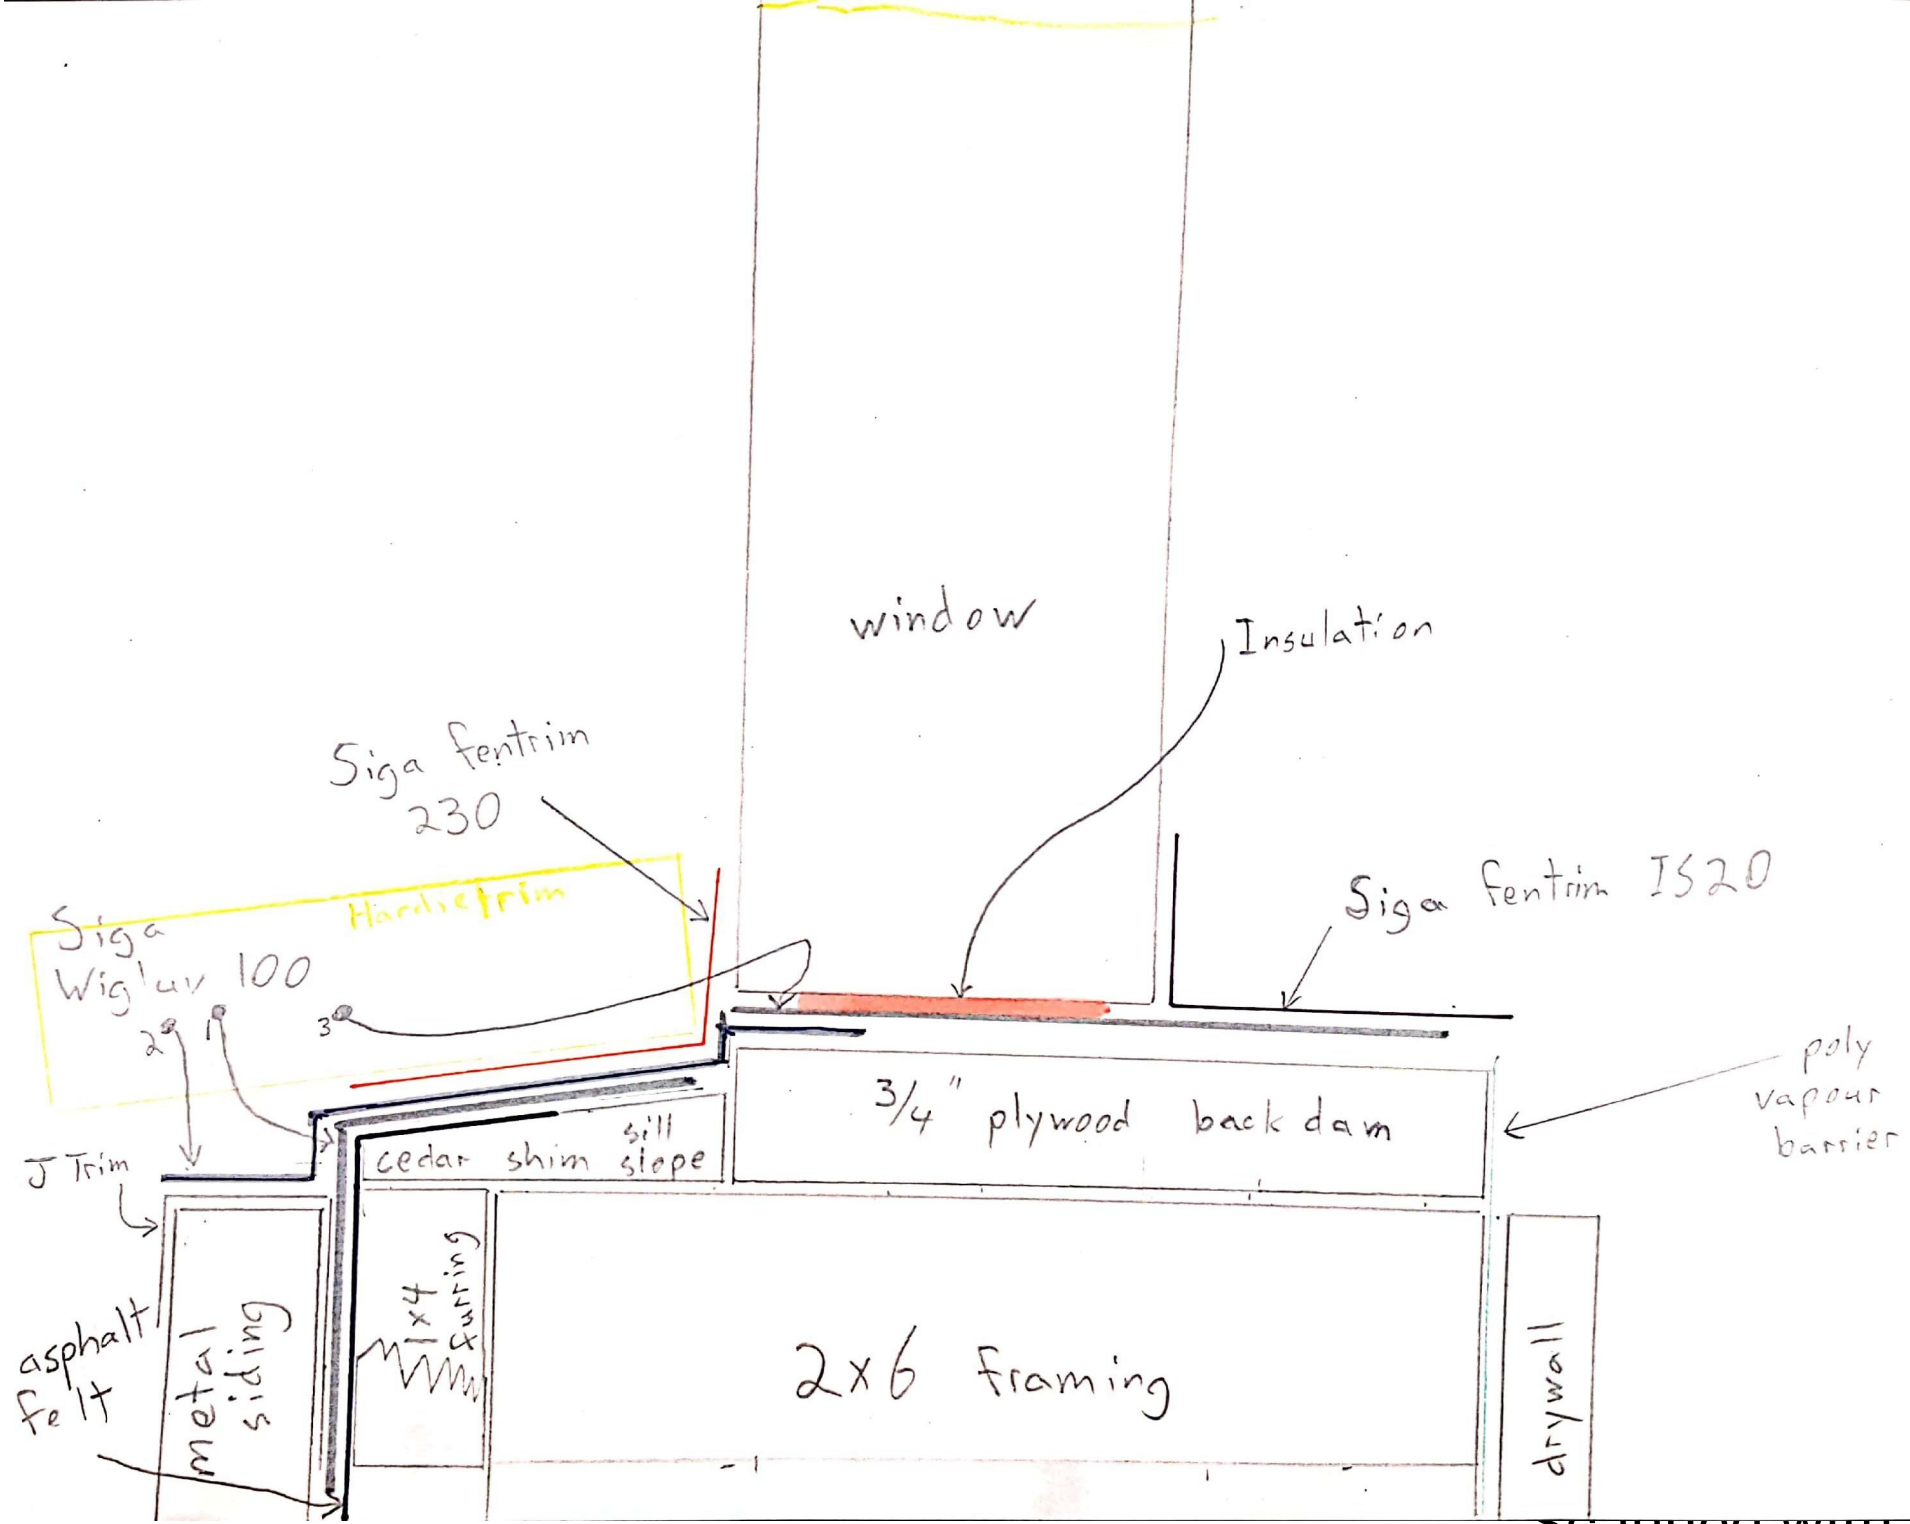 window
Insulation
Siga fentrim
230
Siga fentrim IS20
Hardietrim
Siga
Wigluv 100
2
1
3
poly
vapour
barrier
3/4" plywood back dam
sill
cedar shim slope
J Trim
1x4
furring
asphalt
felt
metal
siding
2x6 framing
drywall